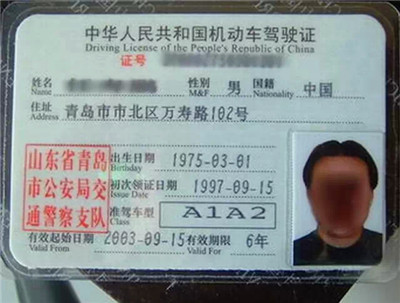 中华人民共和国机动车驾驶证
Driving License of the People's Republic of China
证号
姓名 Name 性别 M&F 男 国籍 Nationality 中国
住址 Address 青岛市市北区万寿路102号
山东省青岛
市公安局交
通警察支队
出生日期 Birthday 1975-03-01
初次领证日期 Issue Date 1997-09-15
准驾车型 Class A1A2
有效起始日期 Valid From 2003-09-15 有效期限 Valid For 6年